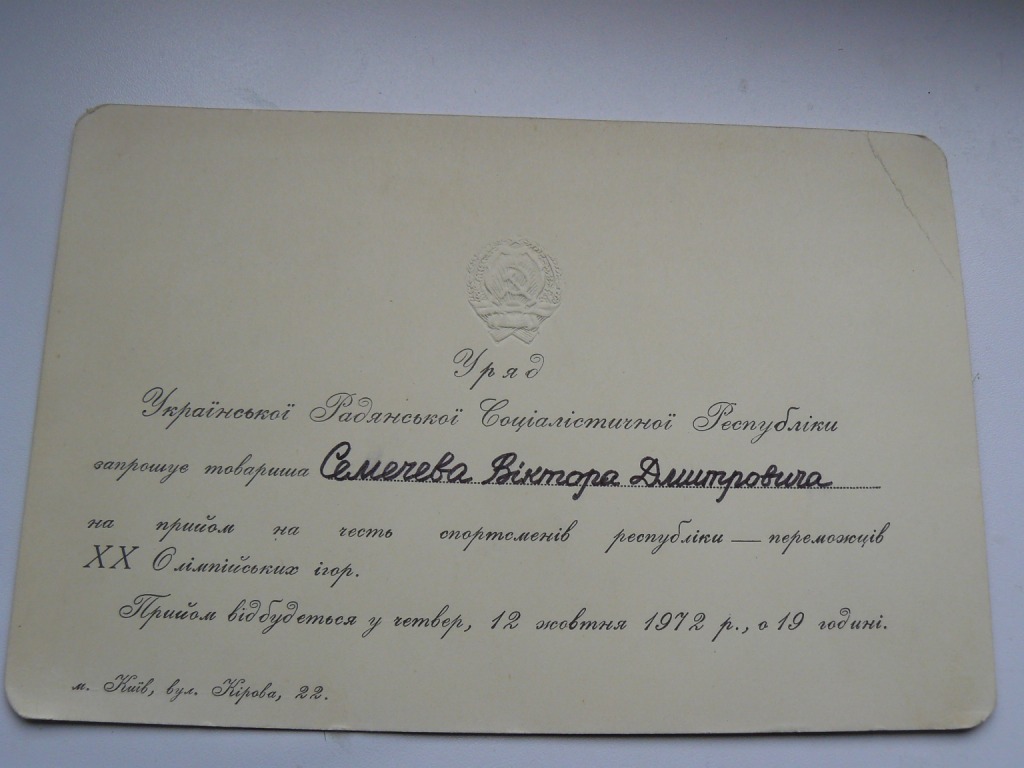 Уряд
Української Радянської Соціалістичної Республіки
запрошує товариша Семечева Віктора Дмитровича
на прийом на честь спортсменів республіки — переможців
XX Олімпійських ігор.
Прийом відбудеться у четвер, 12 жовтня 1972 р., о 19 годині.
м. Київ, вул. Кірова, 22.